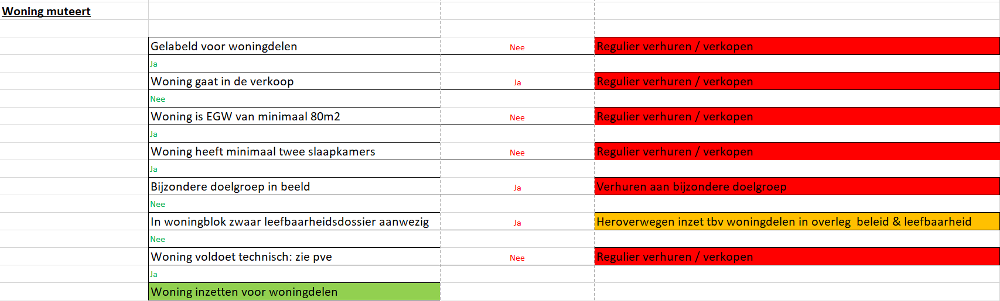 Woning muteert
Gelabeld voor woningdelen Nee Regulier verhuren / verkopen
Ja
Woning gaat in de verkoop Ja Regulier verhuren / verkopen
Nee
Woning is EGW van minimaal 80m2 Nee Regulier verhuren / verkopen
Ja
Woning heeft minimaal twee slaapkamers Nee Regulier verhuren / verkopen
Ja
Bijzondere doelgroep in beeld Ja Verhuren aan bijzondere doelgroep
Nee
In woningblok zwaar leefbaarheidsdossier aanwezig Ja Heroverwegen inzet tbv woningdelen in overleg  beleid & leefbaarheid
Nee
Woning voldoet technisch: zie pve Nee Regulier verhuren / verkopen
Ja
Woning inzetten voor woningdelen